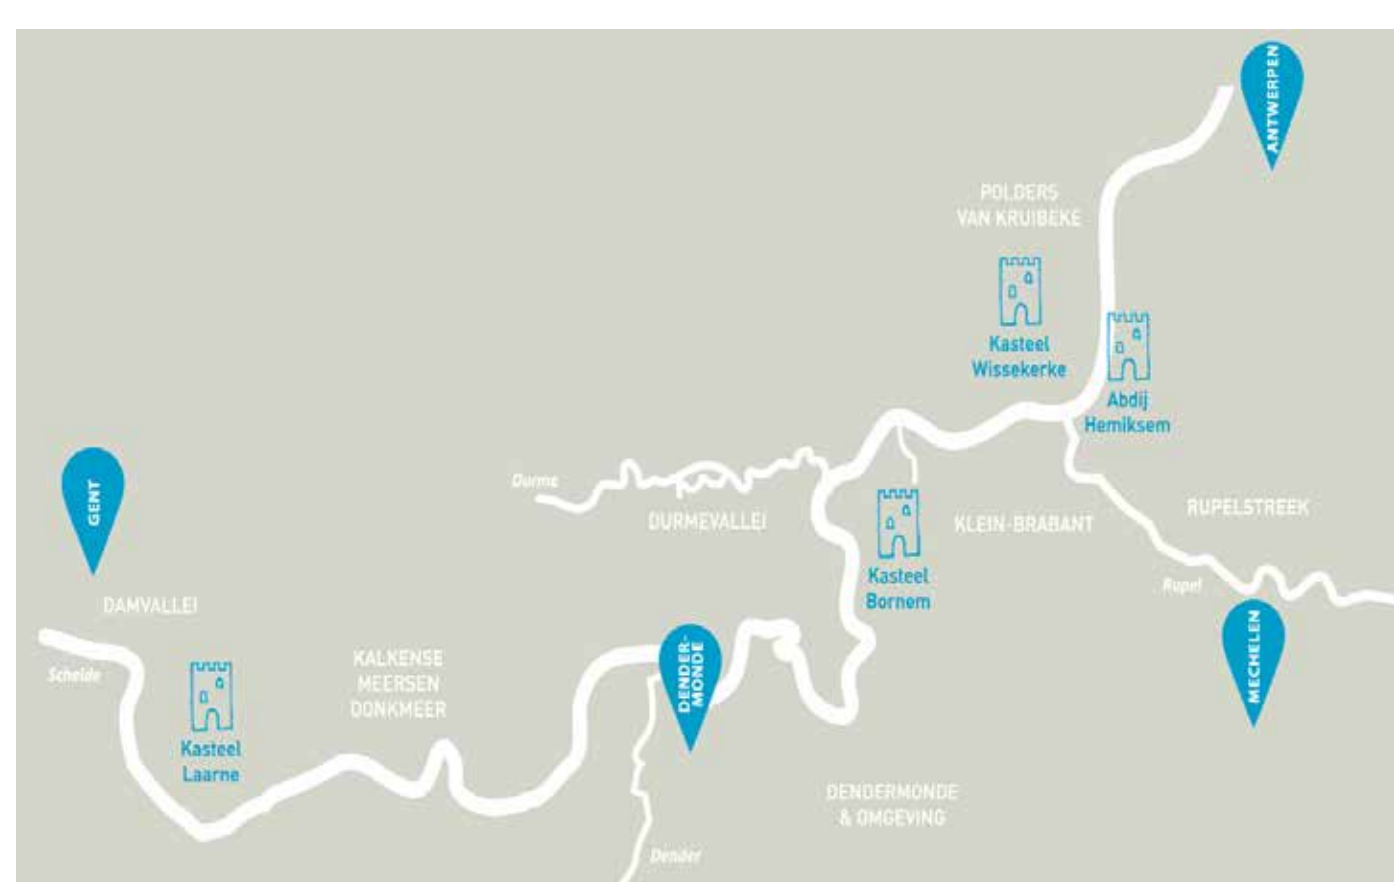 ANTWERPEN
POLDERS
VAN KRUIBEKE
Kasteel
Wissekerke
Abdij
Hemiksem
GENT
Durme
DURMEVALLEI
KLEIN-BRABANT
RUPELSTREEK
Kasteel
Bornem
Rupel
DAMVALLEI
Schelde
KALKENSE
MEERSEN
DONKMEER
DENDER-
MONDE
MECHELEN
Kasteel
Laarne
DENDERMONDE
& OMGEVING
Dender